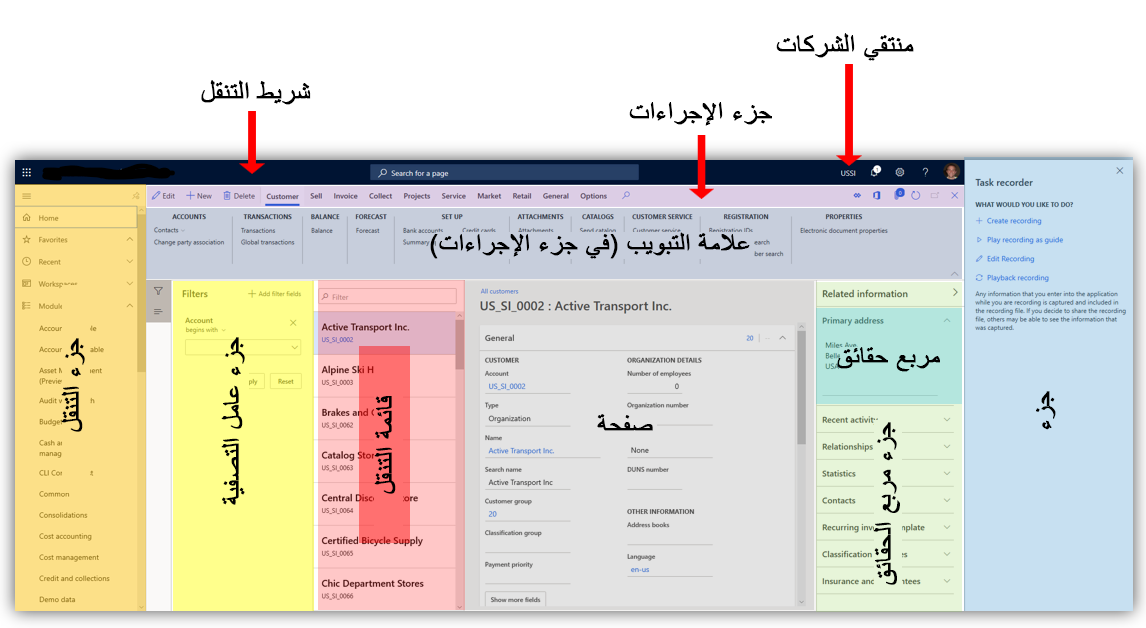 منتقي الشركات
شريط التنقل
جزء الإجراءات
Search for a page
USSI
1
?
Edit
New
Delete
Customer
Sell
Invoice
Collect
Projects
Service
Market
Retail
General
Options
0
ACCOUNTS
Contacts
Change party association
TRANSACTIONS
Transactions
Global transactions
BALANCE
Balance
FORECAST
Forecast
SET UP
Bank accounts
Credit cards
Summary
ATTACHMENTS
Attachments
CATALOGS
Send catalog
CUSTOMER SERVICE
Customer service
REGISTRATION
Registration IDs
earch
ber search
PROPERTIES
Electronic document properties
علامة التبويب (في جزء الإجراءات)
Home
Favorites
Recent
Workspaces
Module
Accour
le
Accour
able
Asset M
ent
(Previe
Audit
h
Budge
Cash a
manag
CLI Co
t
Common
Consolidations
Cost accounting
Cost management
Credit and collections
Demo data
جزء التنقل
Filters
Add filter fields
Account
begins with
ply
Reset
جزء عامل التصفية
Filter
Active Transport Inc.
US_SI_0002
Alpine Ski H
US_SI_0003
Brakes and
US_SI_0062
Catalog Stor
US_SI_0063
Central Disc
ore
US_SI_0064
Certified Bicycle Supply
US_SI_0065
Chic Department Stores
US_SI_0066
قائمة التنقل
All customers
US_SI_0002 : Active Transport Inc.
General
20
CUSTOMER
Account
US_SI_0002
Type
Organization
Name
Active Transport Inc.
Search name
Active Transport Inc
Customer group
20
Classification group
Payment priority
Show more fields
ORGANIZATION DETAILS
Number of employees
0
Organization number
None
DUNS number
OTHER INFORMATION
Address books
Language
en-us
صفحة
Related information
Primary address
Miles Ave
Belle
USA
مربع حقائق
Recent activity
Relationships
Statistics
Contacts
Recurring inv
mplate
Classification
es
Insurance and
ntees
جزء مربع الحقائق
Task recorder
WHAT WOULD YOU LIKE TO DO?
Create recording
Play recording as guide
Edit Recording
Playback recording
Any information that you enter into the application
while you are recording is captured and included in
the recording file. If you decide to share the recording
file, others may be able to see the information that
was captured.
جزء